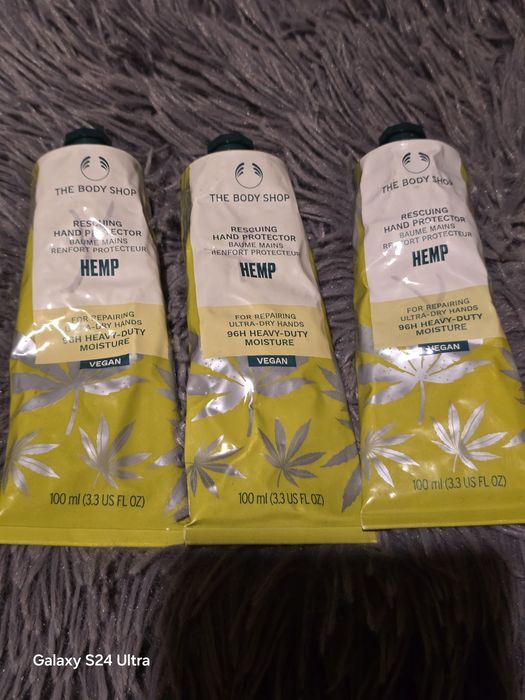 THE BODY SHOP
RESCUING
HAND PROTECTOR
BAUME MAINS
RENFORT PROTECTEUR
HEMP
FOR REPAIRING
ULTRA-DRY HANDS
96H HEAVY-DUTY
MOISTURE
VEGAN
100 ml (3.3 US FL OZ)
THE BODY SHOP
RESCUING
HAND PROTECTOR
BAUME MAINS
RENFORT PROTECTEUR
HEMP
FOR REPAIRING
ULTRA-DRY HANDS
96H HEAVY-DUTY
MOISTURE
VEGAN
100 ml (3.3 US FL OZ)
THE BODY SHOP
RESCUING
HAND PROTECTOR
BAUME MAINS
RENFORT PROTECTEUR
HEMP
FOR REPAIRING
ULTRA-DRY HANDS
96H HEAVY-DUTY
MOISTURE
VEGAN
100 ml (3.3 US FL OZ)
Galaxy S24 Ultra